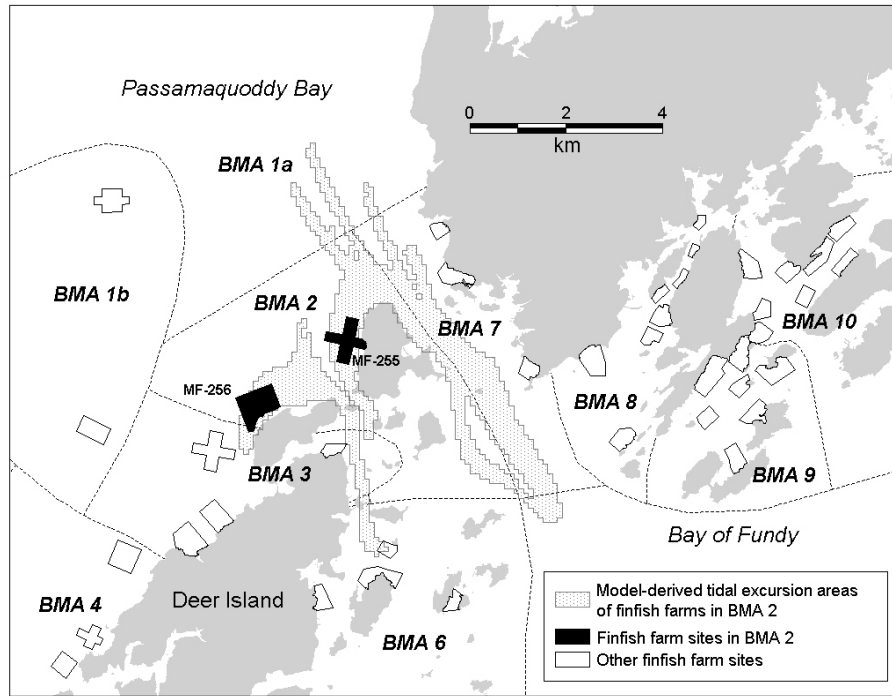 Passamaquoddy Bay
0 2 4
km
BMA 1a
BMA 1b
BMA 2
BMA 7
BMA 10
MF-255
MF-256
BMA 8
BMA 3
BMA 9
Bay of Fundy
Deer Island
BMA 4
BMA 6
Model-derived tidal excursion areas
of finfish farms in BMA 2
Finfish farm sites in BMA 2
Other finfish farm sites